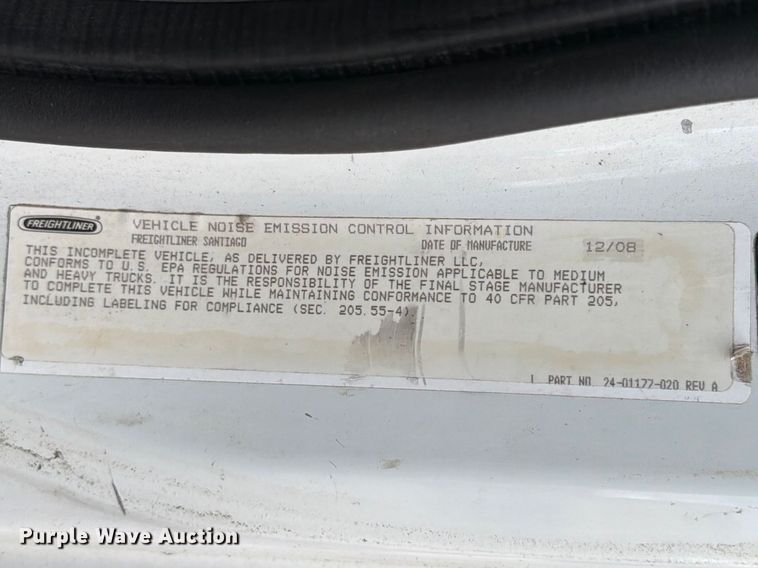 FREIGHTLINER
VEHICLE NOISE EMISSION CONTROL INFORMATION
FREIGHTLINER SANTIAGO DATE OF MANUFACTURE 12/08
THIS INCOMPLETE VEHICLE, AS DELIVERED BY FREIGHTLINER LLC,
CONFORMS TO U.S. EPA REGULATIONS FOR NOISE EMISSION APPLICABLE TO MEDIUM
AND HEAVY TRUCKS. IT IS THE RESPONSIBILITY OF THE FINAL STAGE MANUFACTURER
TO COMPLETE THIS VEHICLE WHILE MAINTAINING CONFORMANCE TO 40 CFR PART 205,
INCLUDING LABELING FOR COMPLIANCE (SEC. 205.55-4)
PART NO. 24-01177-020 REV A
Purple Wave Auction